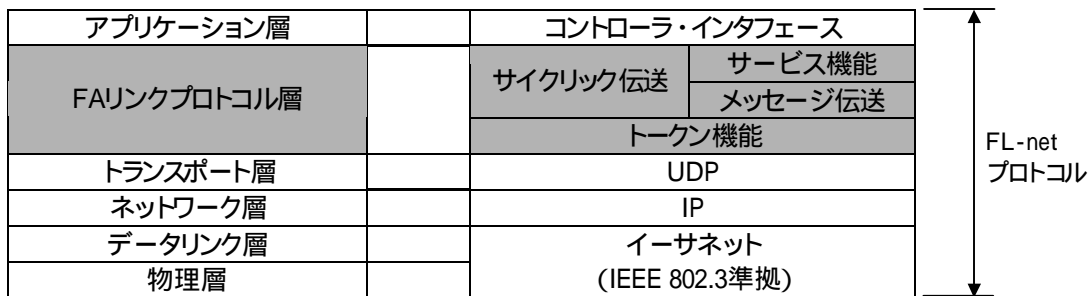 アプリケーション層 コントローラ・インタフェース
FAリンクプロトコル層 サイクリック伝送 サービス機能
メッセージ伝送
トークン機能
トランスポート層 UDP
ネットワーク層 IP
データリンク層 イーサネット
物理層 (IEEE 802.3準拠)
FL-net
プロトコル